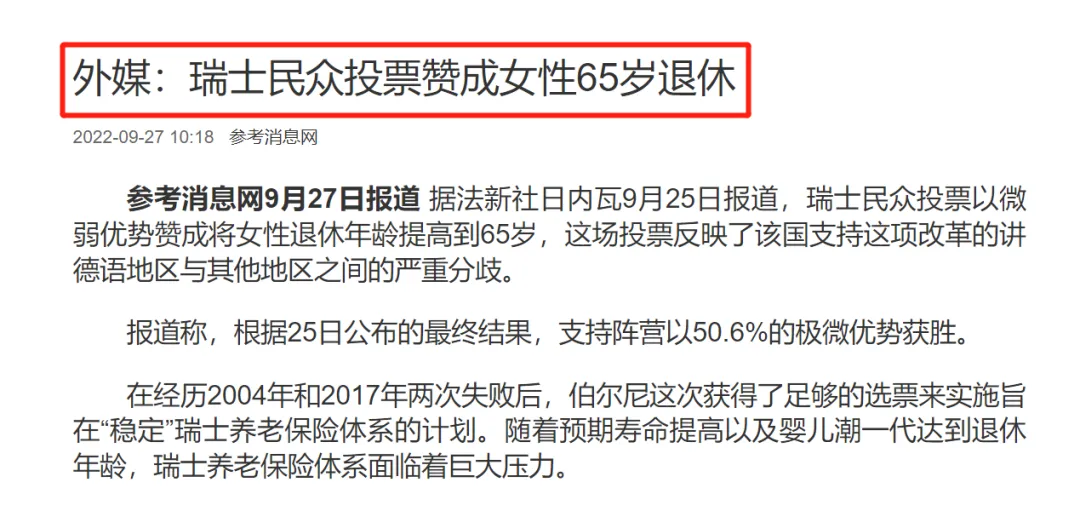 外媒：瑞士民众投票赞成女性65岁退休
2022-09-27 10:18 参考消息网
参考消息网9月27日报道 据法新社日内瓦9月25日报道，瑞士民众投票以微
弱优势赞成将女性退休年龄提高到65岁，这场投票反映了该国支持这项改革的讲
德语地区与其他地区之间的严重分歧。
报道称，根据25日公布的最终结果，支持阵营以50.6%的极微优势获胜。
在经历2004年和2017年两次失败后，伯尔尼这次获得了足够的选票来实施旨
在“稳定”瑞士养老保险体系的计划。随着预期寿命提高以及婴儿潮一代达到退休
年龄，瑞士养老保险体系面临着巨大压力。